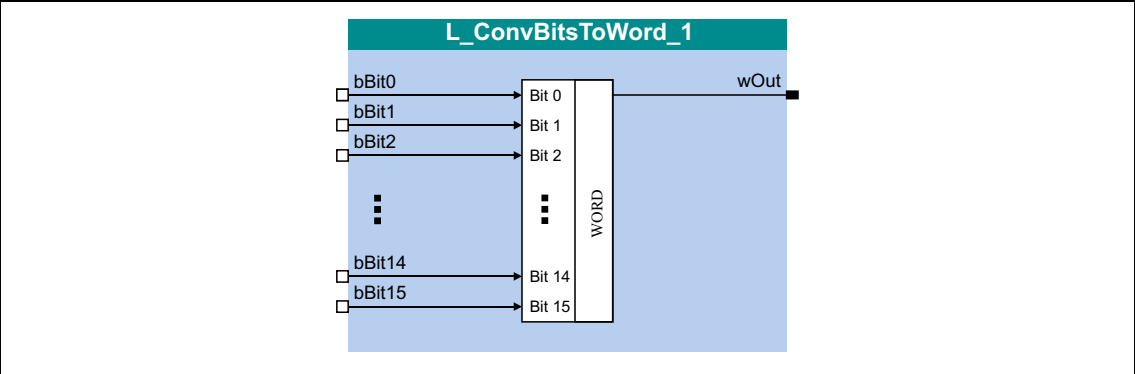 L_ConvBitsToWord_1
bBit0
wOut
Bit 0
bBit1
Bit 1
bBit2
Bit 2
WORD
bBit14
Bit 14
bBit15
Bit 15